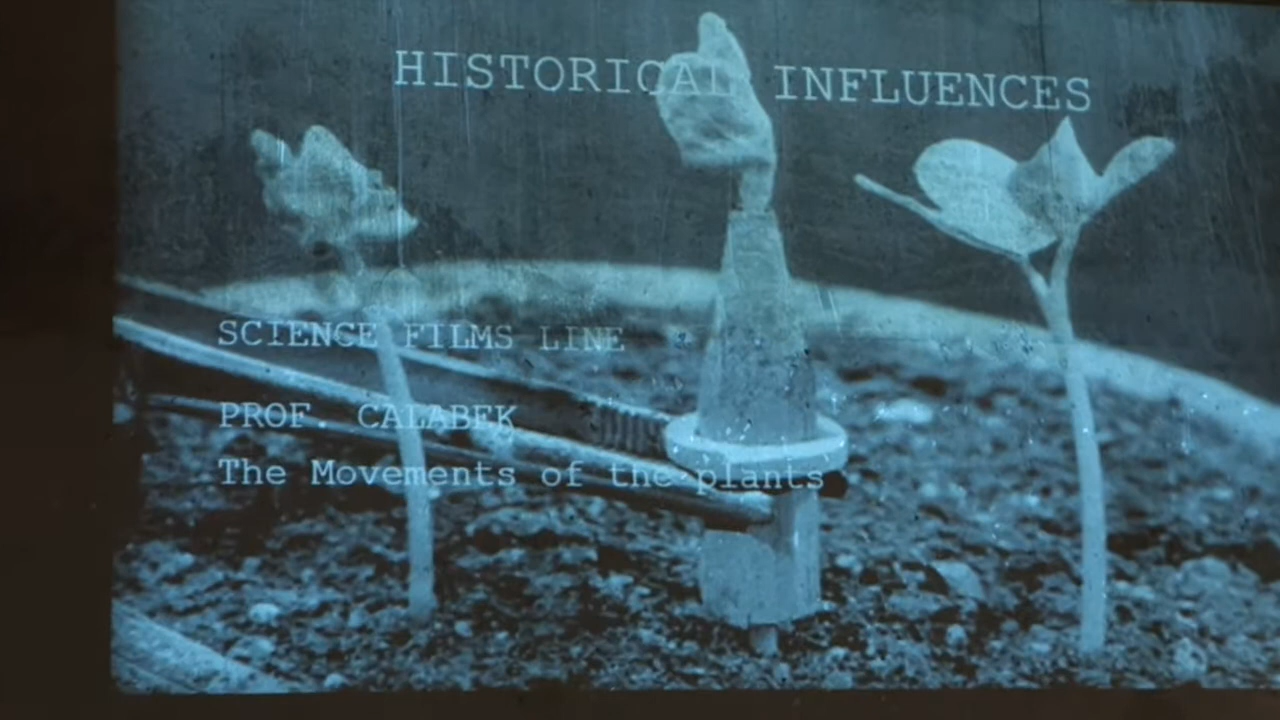 HISTORICAL INFLUENCES
SCIENCE FILMS LINE
PROF. CALABEK
The Movements of the plants